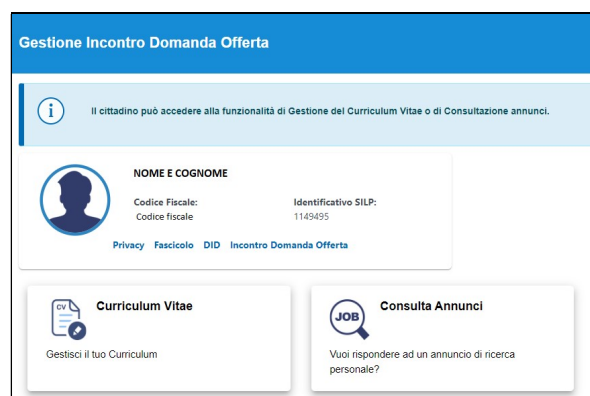 Gestione Incontro Domanda Offerta
i
Il cittadino può accedere alla funzionalità di Gestione del Curriculum Vitae o di Consultazione annunci.
NOME E COGNOME
Codice Fiscale: Identificativo SILP:
Codice fiscale 1149495
Privacy Fascicolo DID Incontro Domanda Offerta
CV Curriculum Vitae
Gestisci il tuo Curriculum
JOB Consulta Annunci
Vuoi rispondere ad un annuncio di ricerca
personale?